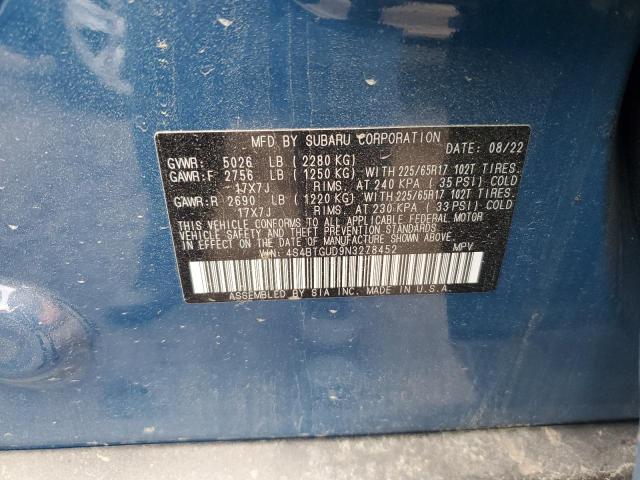 MFD BY SUBARU CORPORATION DATE: 08/22
GVWR: 5026 LB ( 2280 KG)
GAWR:F 2756 LB ( 1250 KG) WITH 225/65R17 102T TIRES.
17X7J RIMS. AT 240 KPA ( 35 PSI) COLD
GAWR:R 2690 LB ( 1220 KG) WITH 225/65R17 102T TIRES.
17X7J RIMS. AT 230 KPA ( 33 PSI) COLD
THIS VEHICLE CONFORMS TO ALL APPLICABLE FEDERAL MOTOR
VEHICLE SAFETY AND THEFT PREVENTION STANDARDS IN EFFECT
ON THE DATE OF MANUFACTURE SHOWN ABOVE.
VIN: 4S4BTGUD9N3278452 MPV
ASSEMBLED BY SIA INC. MADE IN U.S.A.